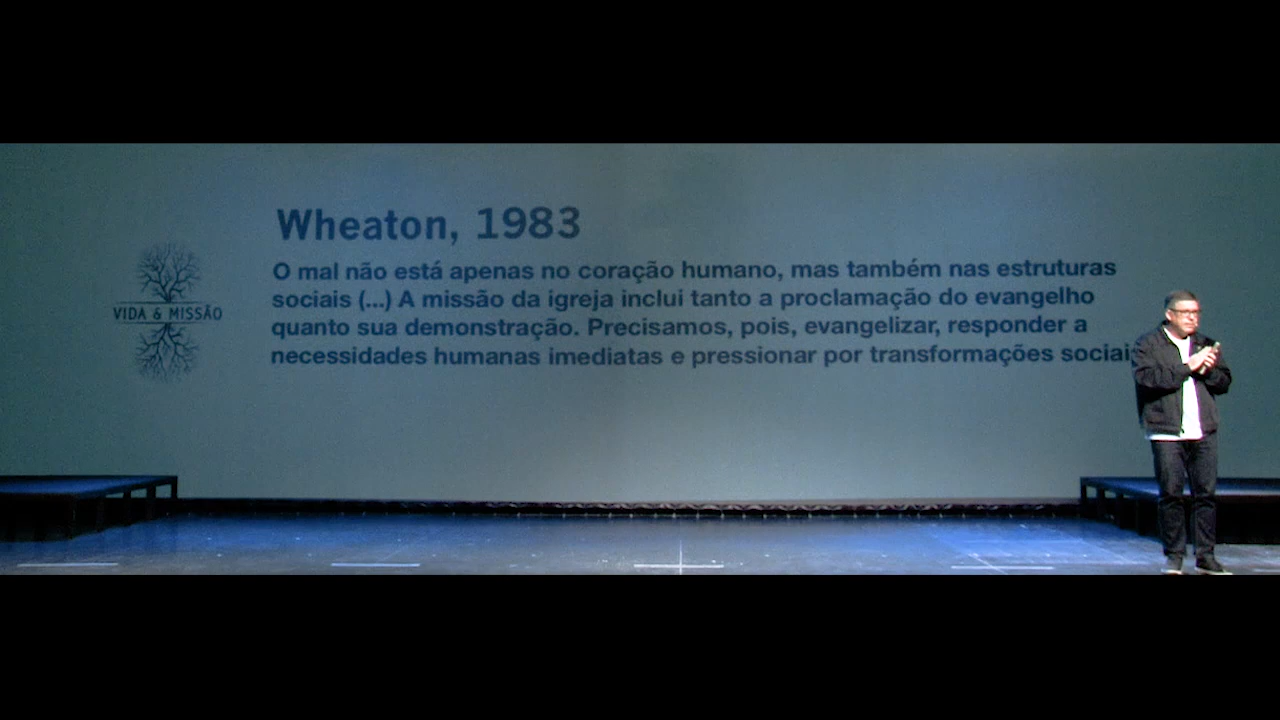 Wheaton, 1983
O mal não está apenas no coração humano, mas também nas estruturas
sociais (...) A missão da igreja inclui tanto a proclamação do evangelho
quanto sua demonstração. Precisamos, pois, evangelizar, responder a
necessidades humanas imediatas e pressionar por transformações sociai
VIDA & MISSÃO